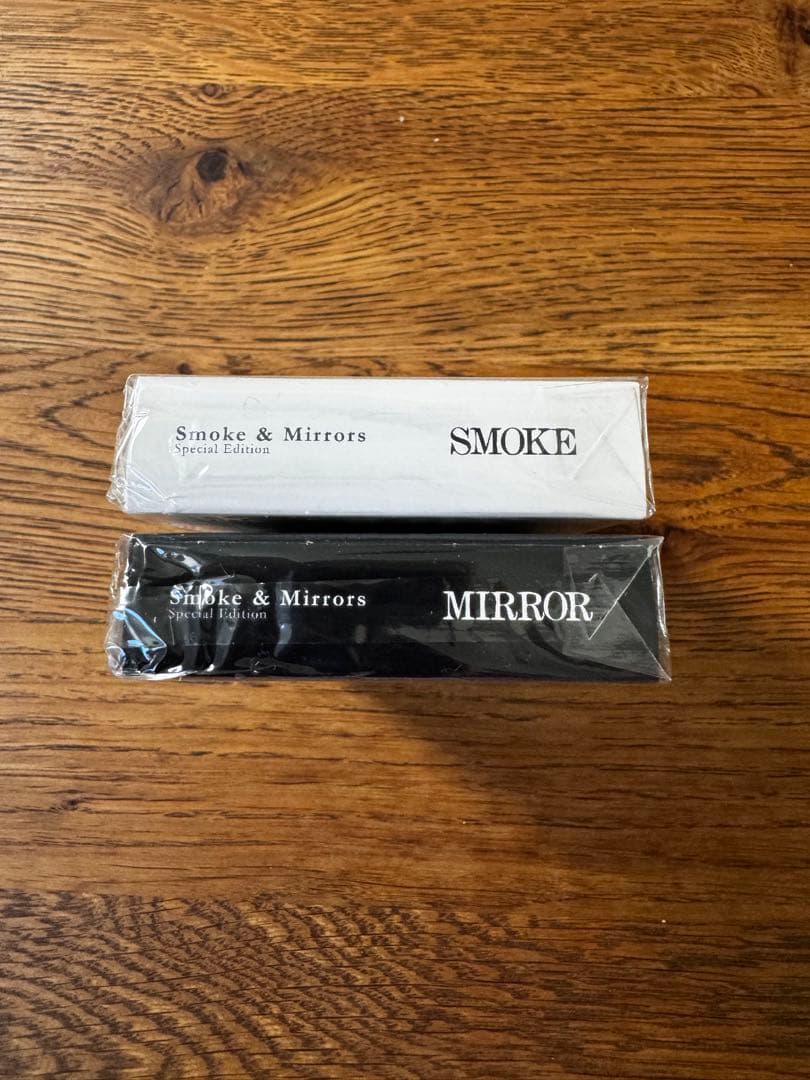 Smoke & Mirrors
Special Edition
SMOKE
Smoke & Mirrors
Special Edition
MIRROR